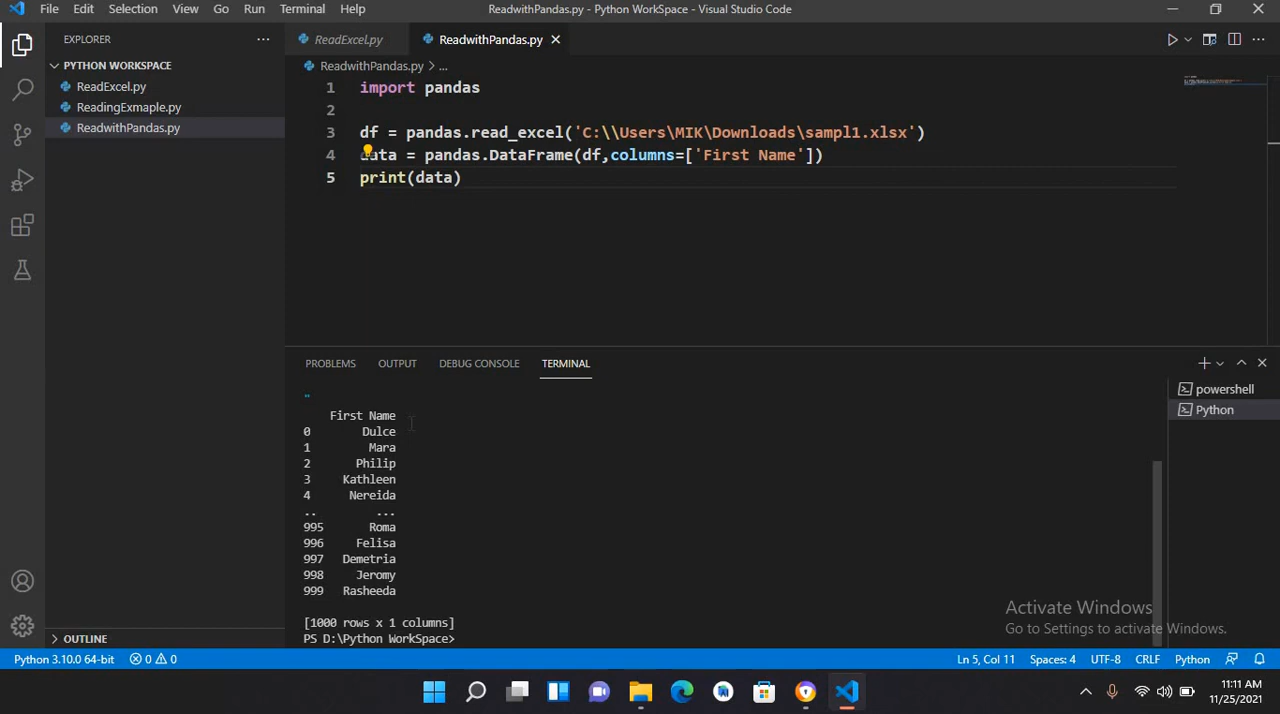 File Edit Selection View Go Run Terminal Help ReadwithPandas.py - Python WorkSpace - Visual Studio Code
EXPLORER ...
PYTHON WORKSPACE
ReadExcel.py
ReadingExmaple.py
ReadwithPandas.py
OUTLINE
ReadExcel.py ReadwithPandas.py
ReadwithPandas.py > ...
1 import pandas
2
3 df = pandas.read_excel('C:\\Users\MIK\Downloads\sampl1.xlsx')
4 data = pandas.DataFrame(df,columns=['First Name'])
5 print(data)
PROBLEMS OUTPUT DEBUG CONSOLE TERMINAL
powershell
Python
"
First Name
0 Dulce
1 Mara
2 Philip
3 Kathleen
4 Nereida
.. ...
995 Roma
996 Felisa
997 Demetria
998 Jeromy
999 Rasheeda
[1000 rows x 1 columns]
PS D:\Python WorkSpace>
Activate Windows
Go to Settings to activate Windows.
Python 3.10.0 64-bit 0 0 Ln 5, Col 11 Spaces: 4 UTF-8 CRLF Python
11:11 AM
11/25/2021